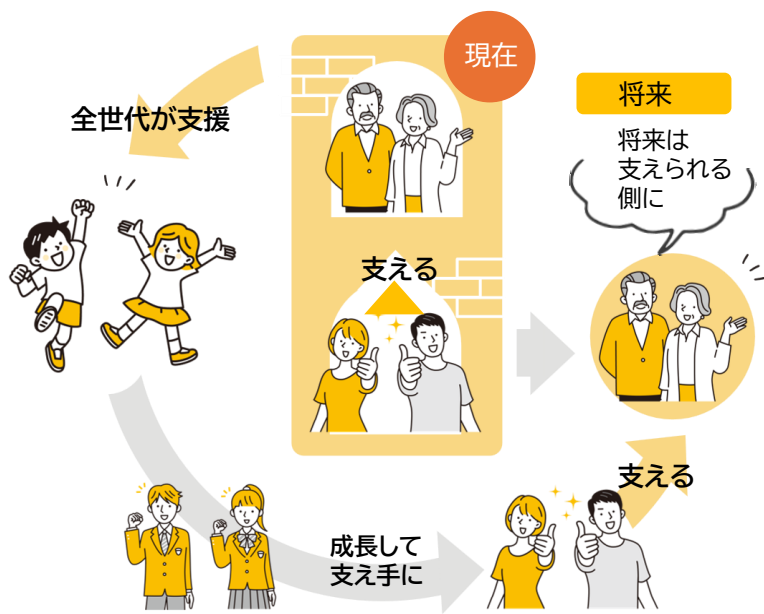 現在
全世代が支援
将来
将来は
支えられる
側に
支える
支える
成長して
支え手に